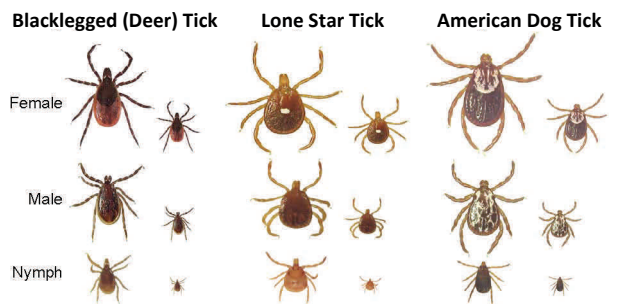 Blacklegged (Deer) Tick Lone Star Tick American Dog Tick
Female
Male
Nymph